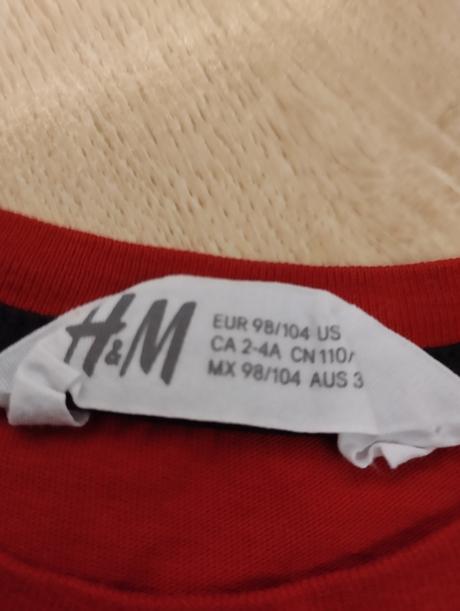 H&M
EUR 98/104 US
CA 2-4A CN 110/
MX 98/104 AUS 3